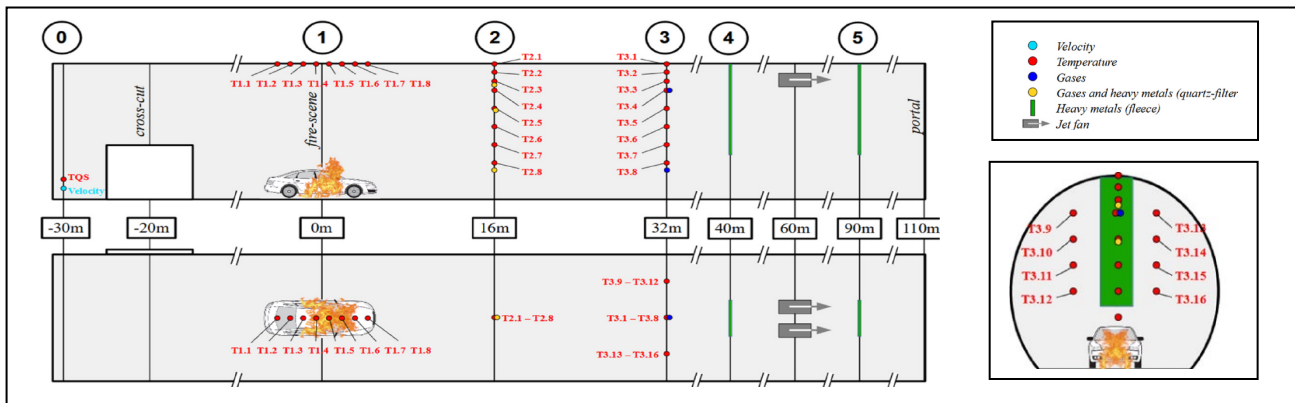 0
1
2
3
4
5
T1.1 T1.2 T1.3 T1.4 T1.5 T1.6 T1.7 T1.8
cross-cut
fire-scene
portal
T2.1
T2.2
T2.3
T2.4
T2.5
T2.6
T2.7
T2.8
T3.1
T3.2
T3.3
T3.4
T3.5
T3.6
T3.7
T3.8
TQS
Velocity
-30m
-20m
0m
16m
32m
40m
60m
90m
110m
T1.1 T1.2 T1.3 T1.4 T1.5 T1.6 T1.7 T1.8
T2.1 – T2.8
T3.9 – T3.12
T3.1 – T3.8
T3.13 – T3.16
Velocity
Temperature
Gases
Gases and heavy metals (quartz-filter
Heavy metals (fleece)
Jet fan
T3.9
T3.10
T3.11
T3.12
T3.13
T3.14
T3.15
T3.16